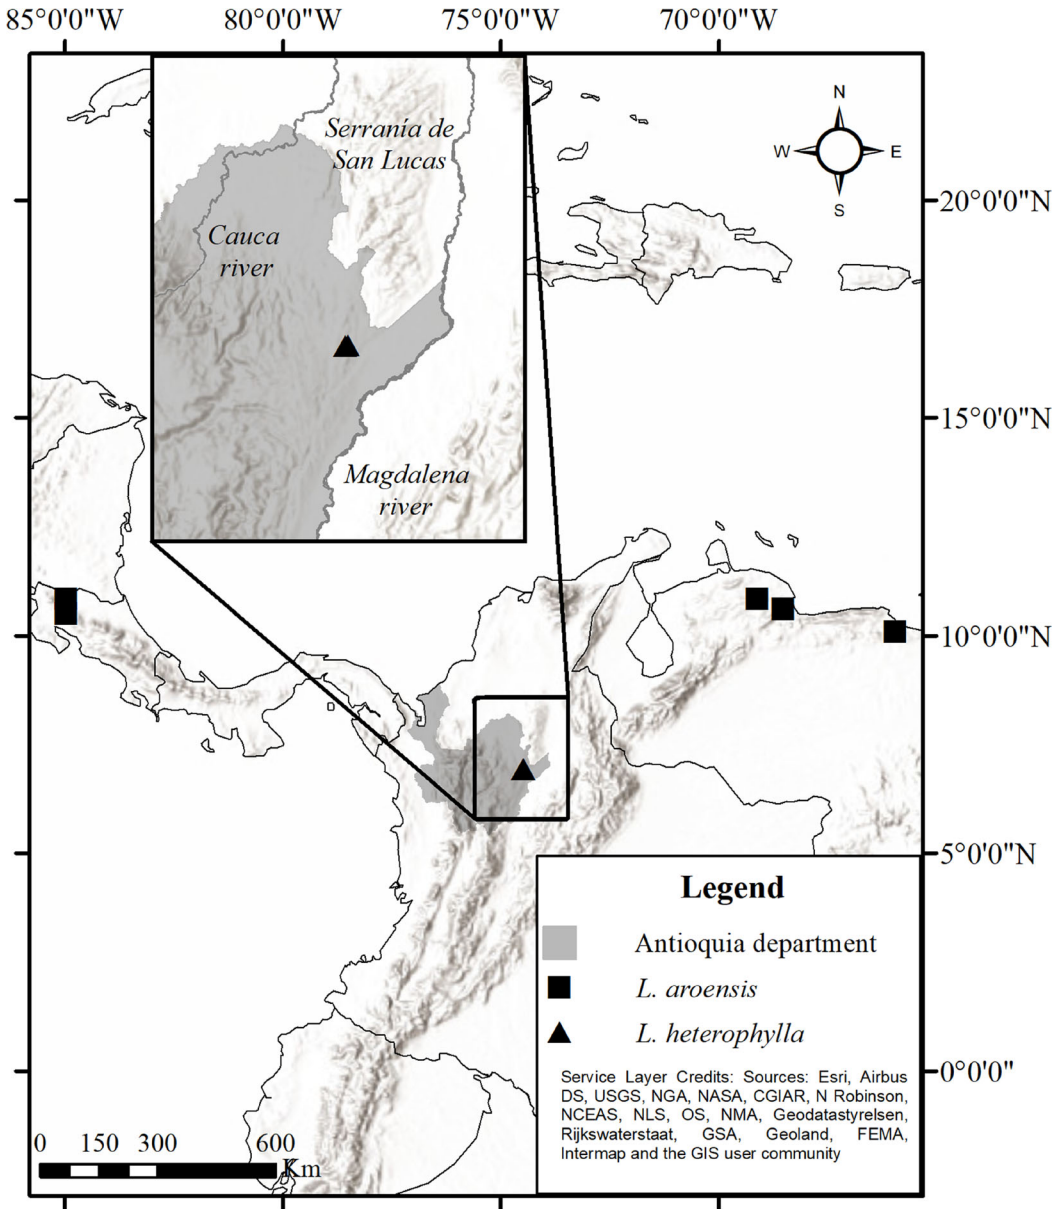 85°0'0"W 80°0'0"W 75°0'0"W 70°0'0"W
Serranía de
San Lucas
Cauca
river
Magdalena
river
N
W E
S
20°0'0"N
15°0'0"N
10°0'0"N
5°0'0"N
0°0'0"
Legend
Antioquia department
L. aroensis
L. heterophylla
Service Layer Credits: Sources: Esri, Airbus
DS, USGS, NGA, NASA, CGIAR, N Robinson,
NCEAS, NLS, OS, NMA, Geodatastyrelsen,
Rijkswaterstaat, GSA, Geoland, FEMA,
Intermap and the GIS user community
0 150 300 600
Km